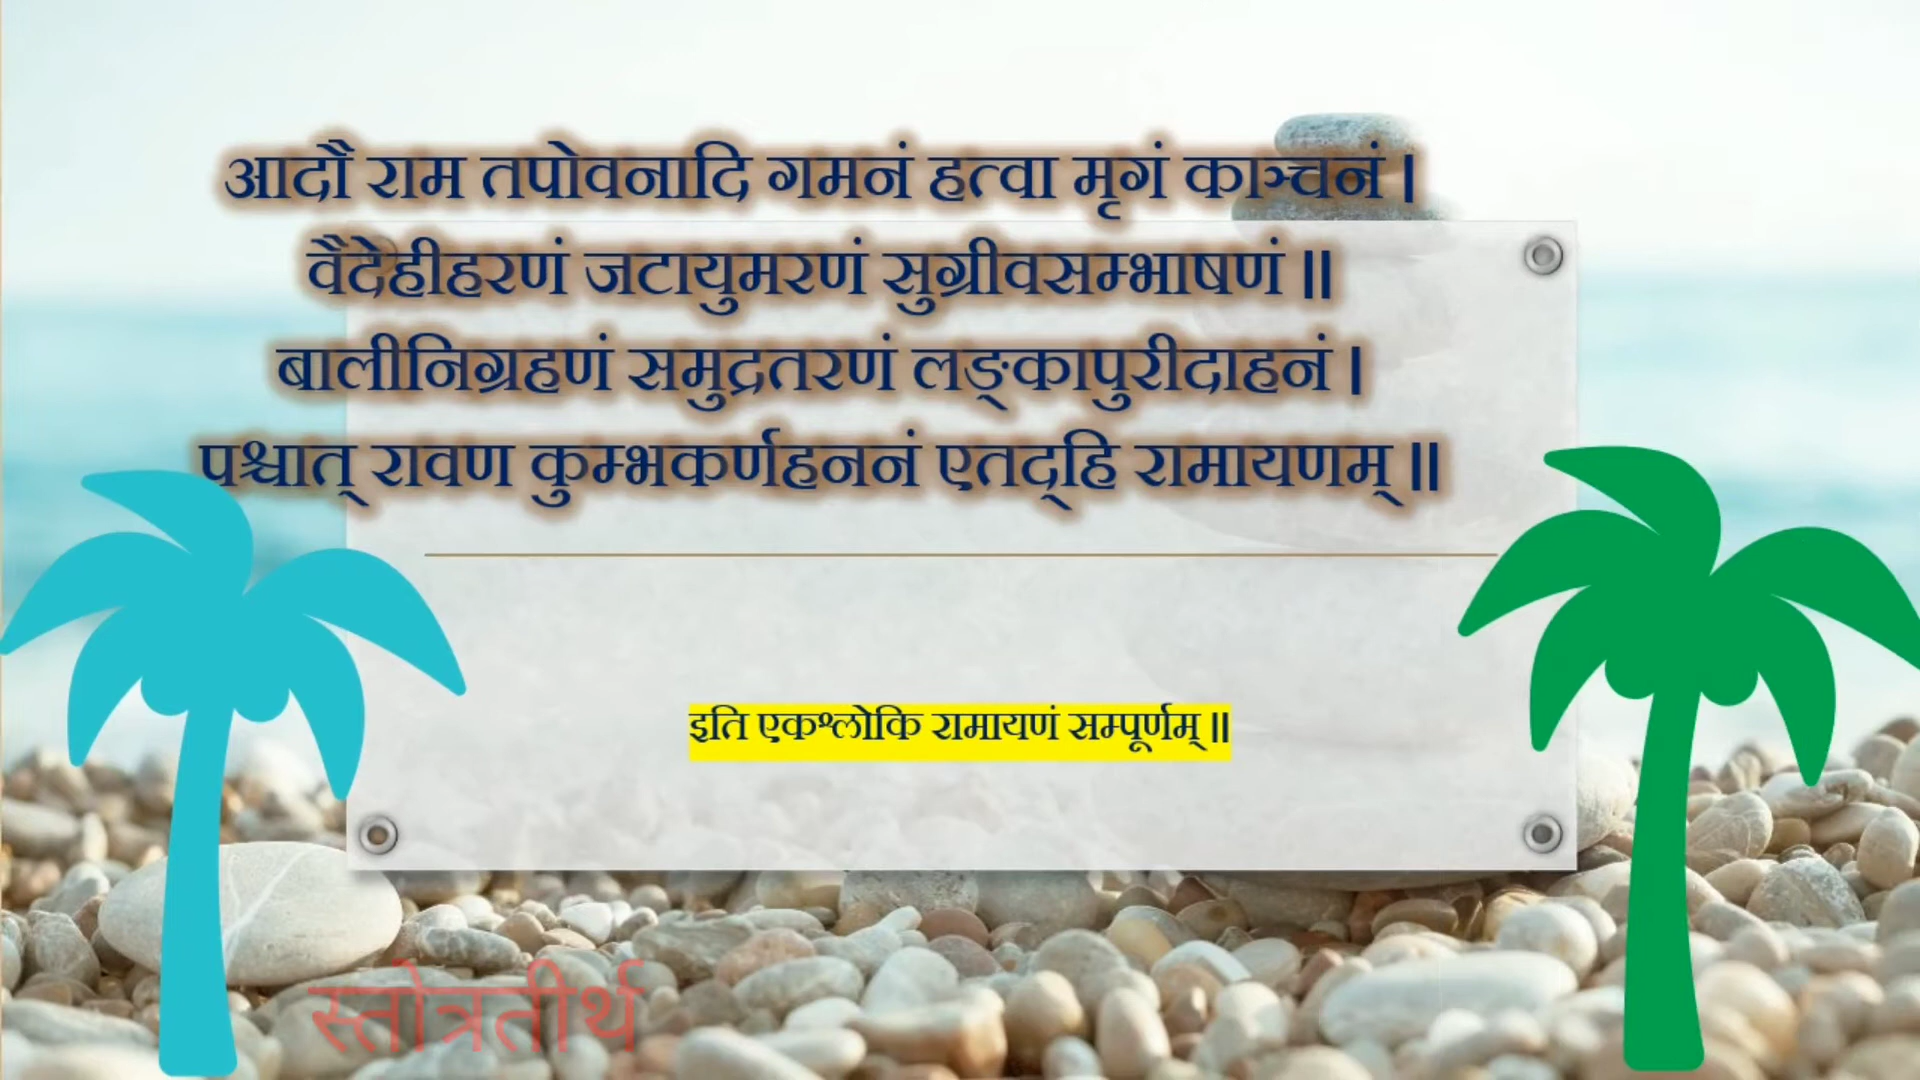 आदौ राम तपोवनादि गमनं हत्वा मृगं काञ्चनं ।
वैदेहीहरणं जटायुमरणं सुग्रीवसम्भाषणं ॥
बालीनिग्रहणं समुद्रतरणं लङ्कापुरीदाहनं ।
पश्चात् रावण कुम्भकर्णहननं एतद्हि रामायणम् ॥
इति एकश्लोकि रामायणं सम्पूर्णम् ॥
स्तोत्रतीर्थ